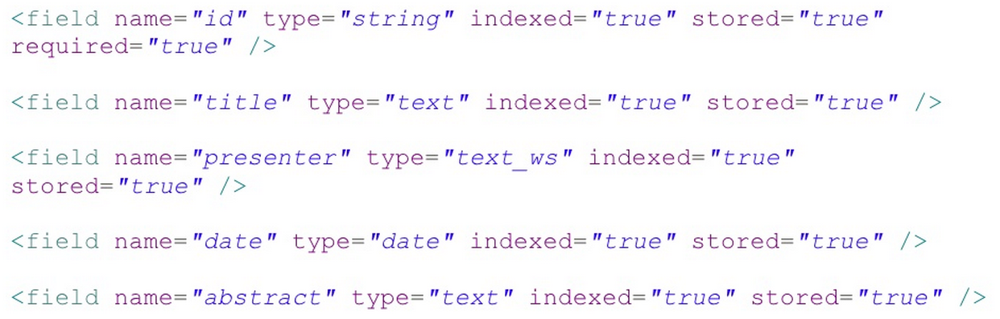 <field name="id" type="string" indexed="true" stored="true"
required="true" />
<field name="title" type="text" indexed="true" stored="true" />
<field name="presenter" type="text_ws" indexed="true"
stored="true" />
<field name="date" type="date" indexed="true" stored="true" />
<field name="abstract" type="text" indexed="true" stored="true" />